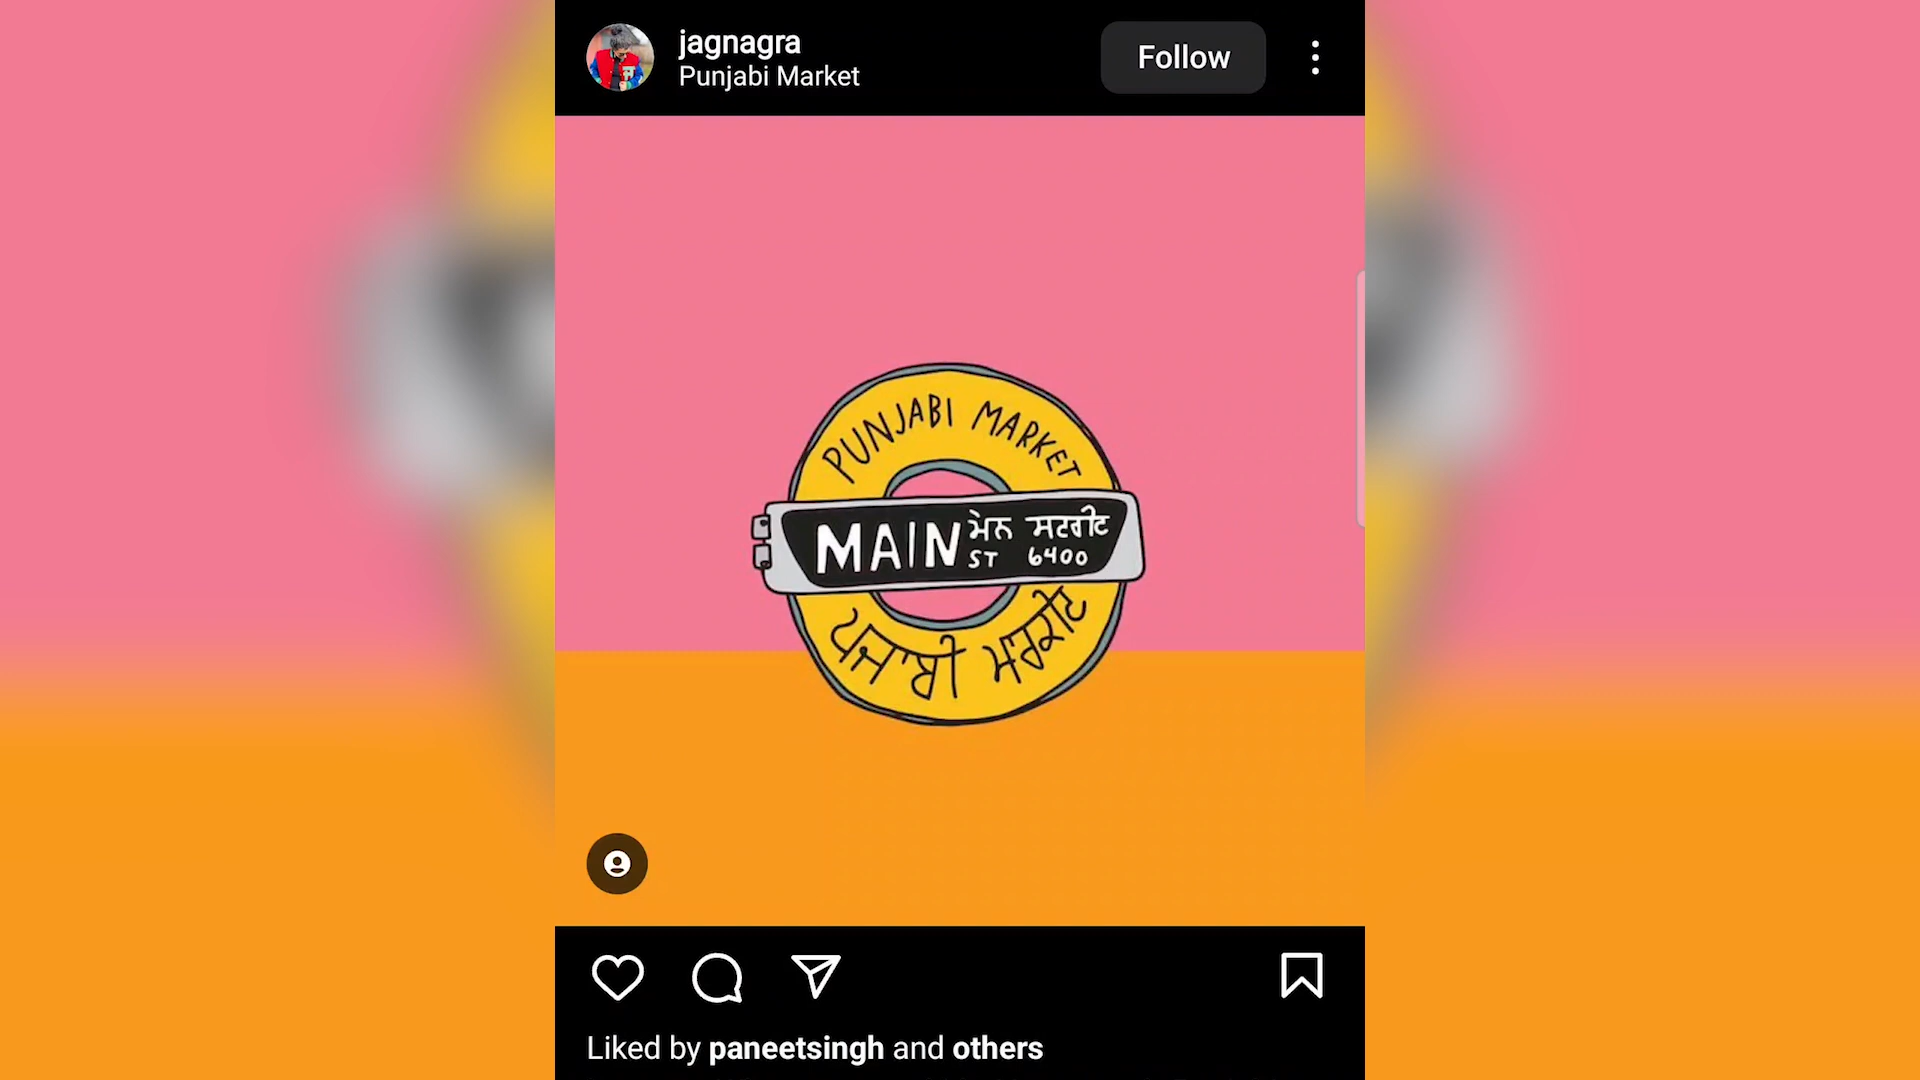 jagnagra
Punjabi Market
Follow
PUNJABI MARKET
MAIN ਮੇਨ ਸਟਰੀਟ
ST 6400
ਪੰਜਾਬੀ ਮਾਰਕੀਟ
Liked by paneetsingh and others